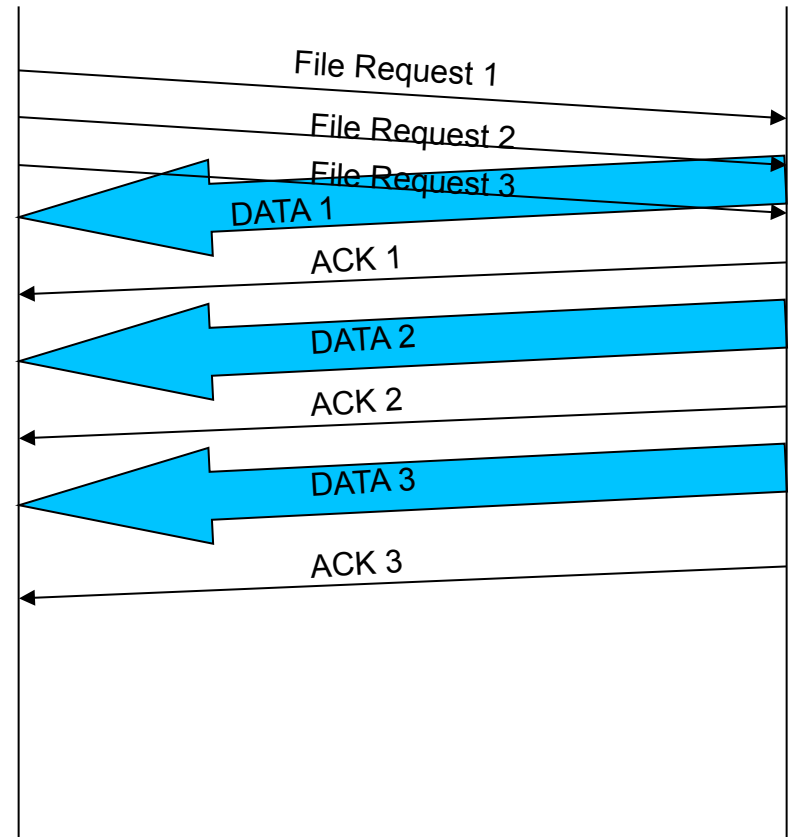 File Request 1
File Request 2
File Request 3
DATA 1
ACK 1
DATA 2
ACK 2
DATA 3
ACK 3